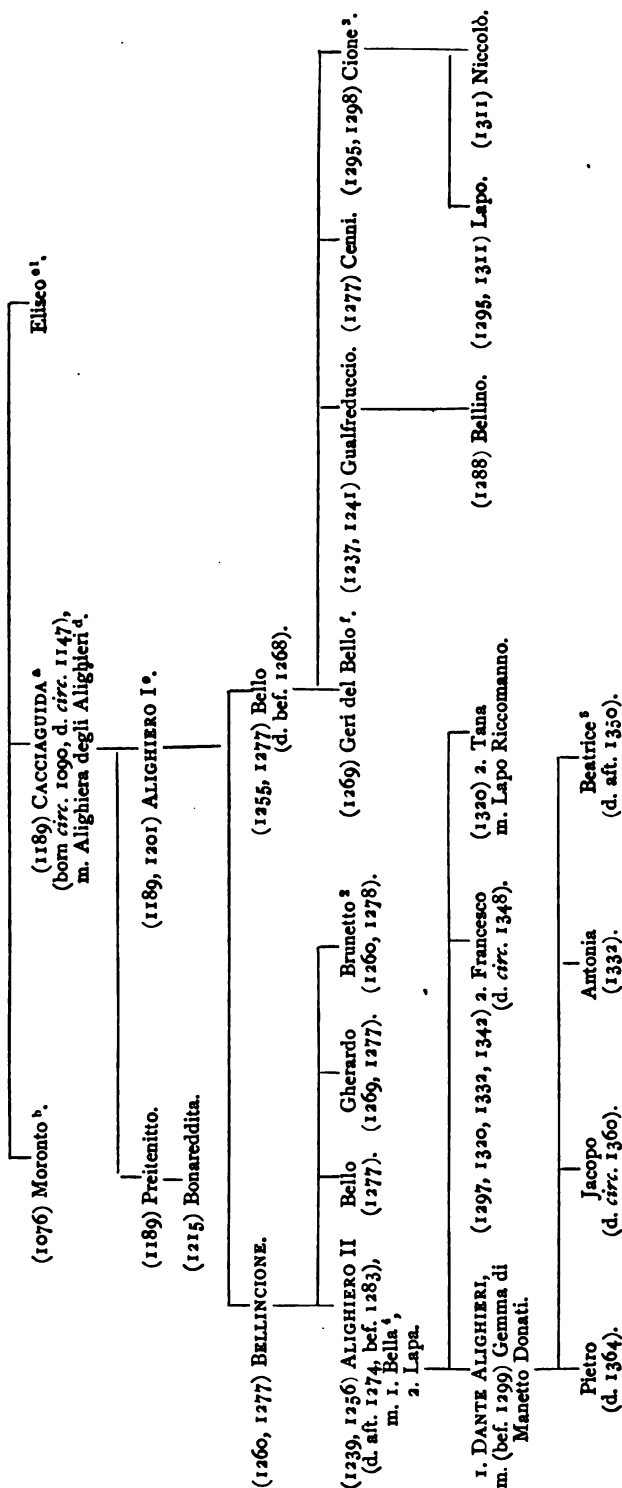 (1076) Moronto b.
(1189) CACCIAGUIDA a
(born circ. 1090, d. circ. 1147),
m. Alighiera degli Alighieri d.
Eliseo e1.
(1189) Preitenitto.
(1215) Bonareddita.
(1189, 1201) ALIGHIERO I e.
(1260, 1277) BELLINCIONE.
(1255, 1277) Bello
(d. bef. 1268).
(1239, 1256) ALIGHIERO II
(d. aft. 1274, bef. 1283),
m. 1. Bella 4,
2. Lapa.
Bello
(1277).
Gherardo
(1269, 1277).
Brunetto 2
(1260, 1278).
(1269) Geri del Bello f. (1237, 1241) Gualfreduccio. (1277) Cenni. (1295, 1298) Cione 3.
(1288) Bellino. (1295, 1311) Lapo. (1311) Niccolò.
1. DANTE ALIGHIERI,
m. (bef. 1299) Gemma di
Manetto Donati.
(1297, 1320, 1332, 1342) 2. Francesco
(d. circ. 1348).
(1320) 2. Tana
m. Lapo Riccomanno.
Pietro
(d. 1364).
Jacopo
(d. circ. 1360).
Antonia
(1332).
Beatrice 5
(d. aft. 1350).